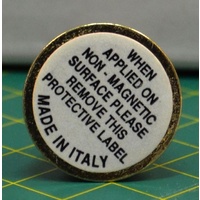 WHEN
APPLIED ON
NON - MAGNETIC
SURFACE PLEASE
REMOVE THIS
PROTECTIVE LABEL
MADE IN ITALY